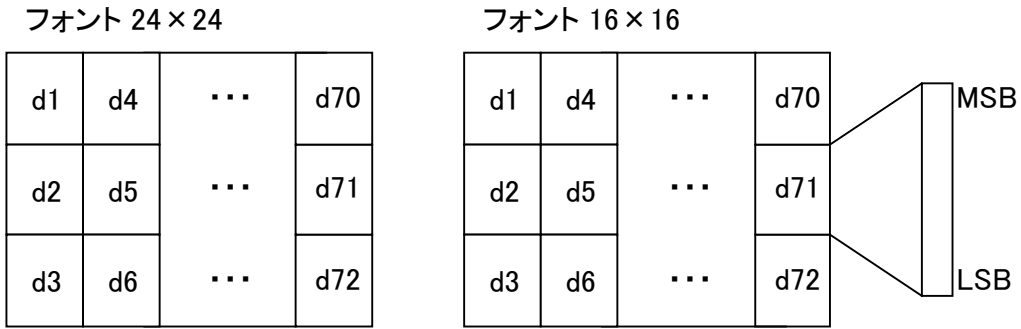 フォント 24×24
d1 d4 ・・・ d70
d2 d5 ・・・ d71
d3 d6 ・・・ d72
フォント 16×16
d1 d4 ・・・ d70 MSB
d2 d5 ・・・ d71
d3 d6 ・・・ d72 LSB